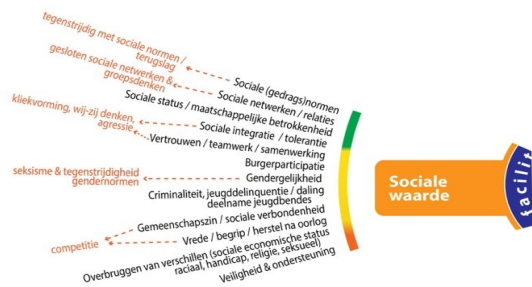 tegenstrijdig met sociale normen /
terugslag
Sociale (gedrags)normen
gesloten sociale netwerken &
groepsdenken
Sociale netwerken / relaties
Sociale status / maatschappelijke betrokkenheid
kliekvorming, wij-zij denken,
agressie
Sociale integratie / tolerantie
Vertrouwen / teamwerk / samenwerking
Burgerparticipatie
seksisme & tegenstrijdigheid
gendernormen
Gendergelijkheid
Criminaliteit, jeugddelinquentie / daling
deelname jeugdbendes
Gemeenschapszin / sociale verbondenheid
competitie
Vrede / begrip / herstel na oorlog
Overbruggen van verschillen (sociale economische status
raciaal, handicap, religie, seksueel)
Veiligheid & ondersteuning
Sociale
waarde
facilit